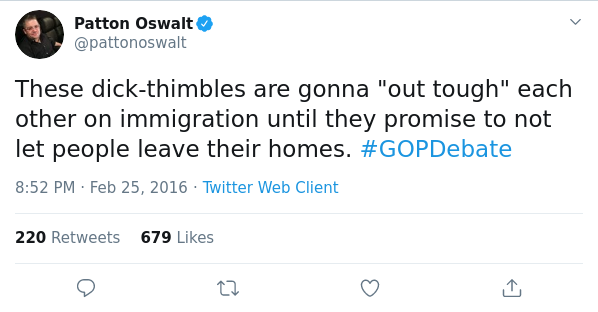 Patton Oswalt
@pattonoswalt
These dick-thimbles are gonna "out tough" each
other on immigration until they promise to not
let people leave their homes. #GOPDebate
8:52 PM · Feb 25, 2016 · Twitter Web Client
220 Retweets 679 Likes